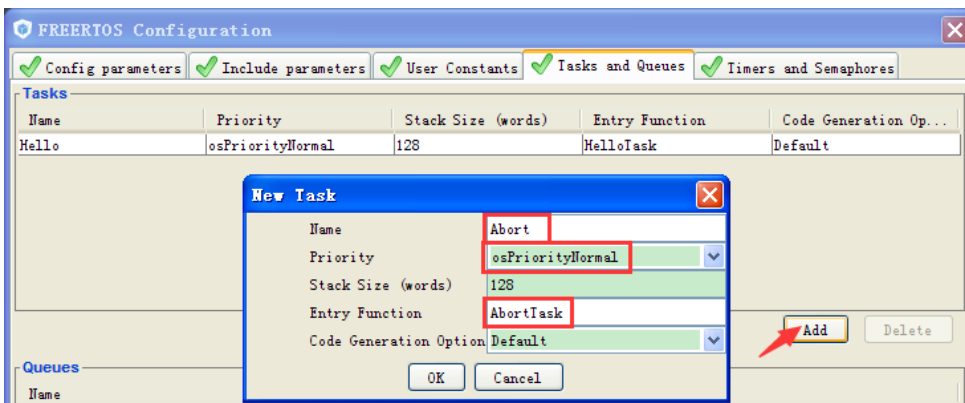 FREERTOS Configuration
Config parameters Include parameters User Constants Tasks and Queues Timers and Semaphores
Tasks
Name Priority Stack Size (words) Entry Function Code Generation Op...
Hello osPriorityNormal 128 HelloTask Default
New Task
Name Abort
Priority osPriorityNormal
Stack Size (words) 128
Entry Function AbortTask
Code Generation Option Default
Add Delete
OK Cancel
Queues
Name